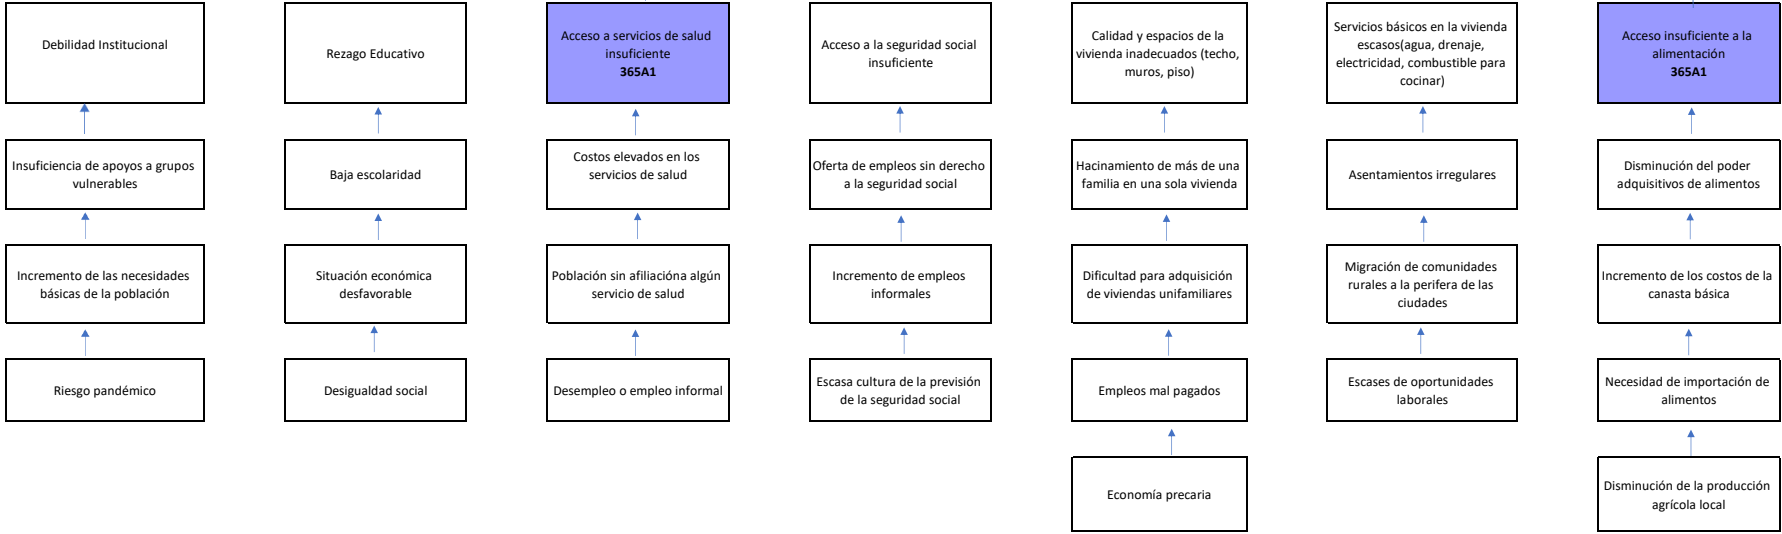 Debilidad Institucional
Rezago Educativo
Acceso a servicios de salud
insuficiente
365A1
Acceso a la seguridad social
insuficiente
Calidad y espacios de la
vivienda inadecuados (techo,
muros, piso)
Servicios básicos en la vivienda
escasos(agua, drenaje,
electricidad, combustible para
cocinar)
Acceso insuficiente a la
alimentación
365A1
Insuficiencia de apoyos a grupos
vulnerables
Baja escolaridad
Costos elevados en los
servicios de salud
Oferta de empleos sin derecho
a la seguridad social
Hacinamiento de más de una
familia en una sola vivienda
Asentamientos irregulares
Disminución del poder
adquisitivos de alimentos
Incremento de las necesidades
básicas de la población
Situación económica
desfavorable
Población sin afiliacióna algún
servicio de salud
Incremento de empleos
informales
Dificultad para adquisición
de viviendas unifamiliares
Migración de comunidades
rurales a la perifera de las
ciudades
Incremento de los costos de la
canasta básica
Riesgo pandémico
Desigualdad social
Desempleo o empleo informal
Escasa cultura de la previsión
de la seguridad social
Empleos mal pagados
Escases de oportunidades
laborales
Necesidad de importación de
alimentos
Economía precaria
Disminución de la producción
agrícola local